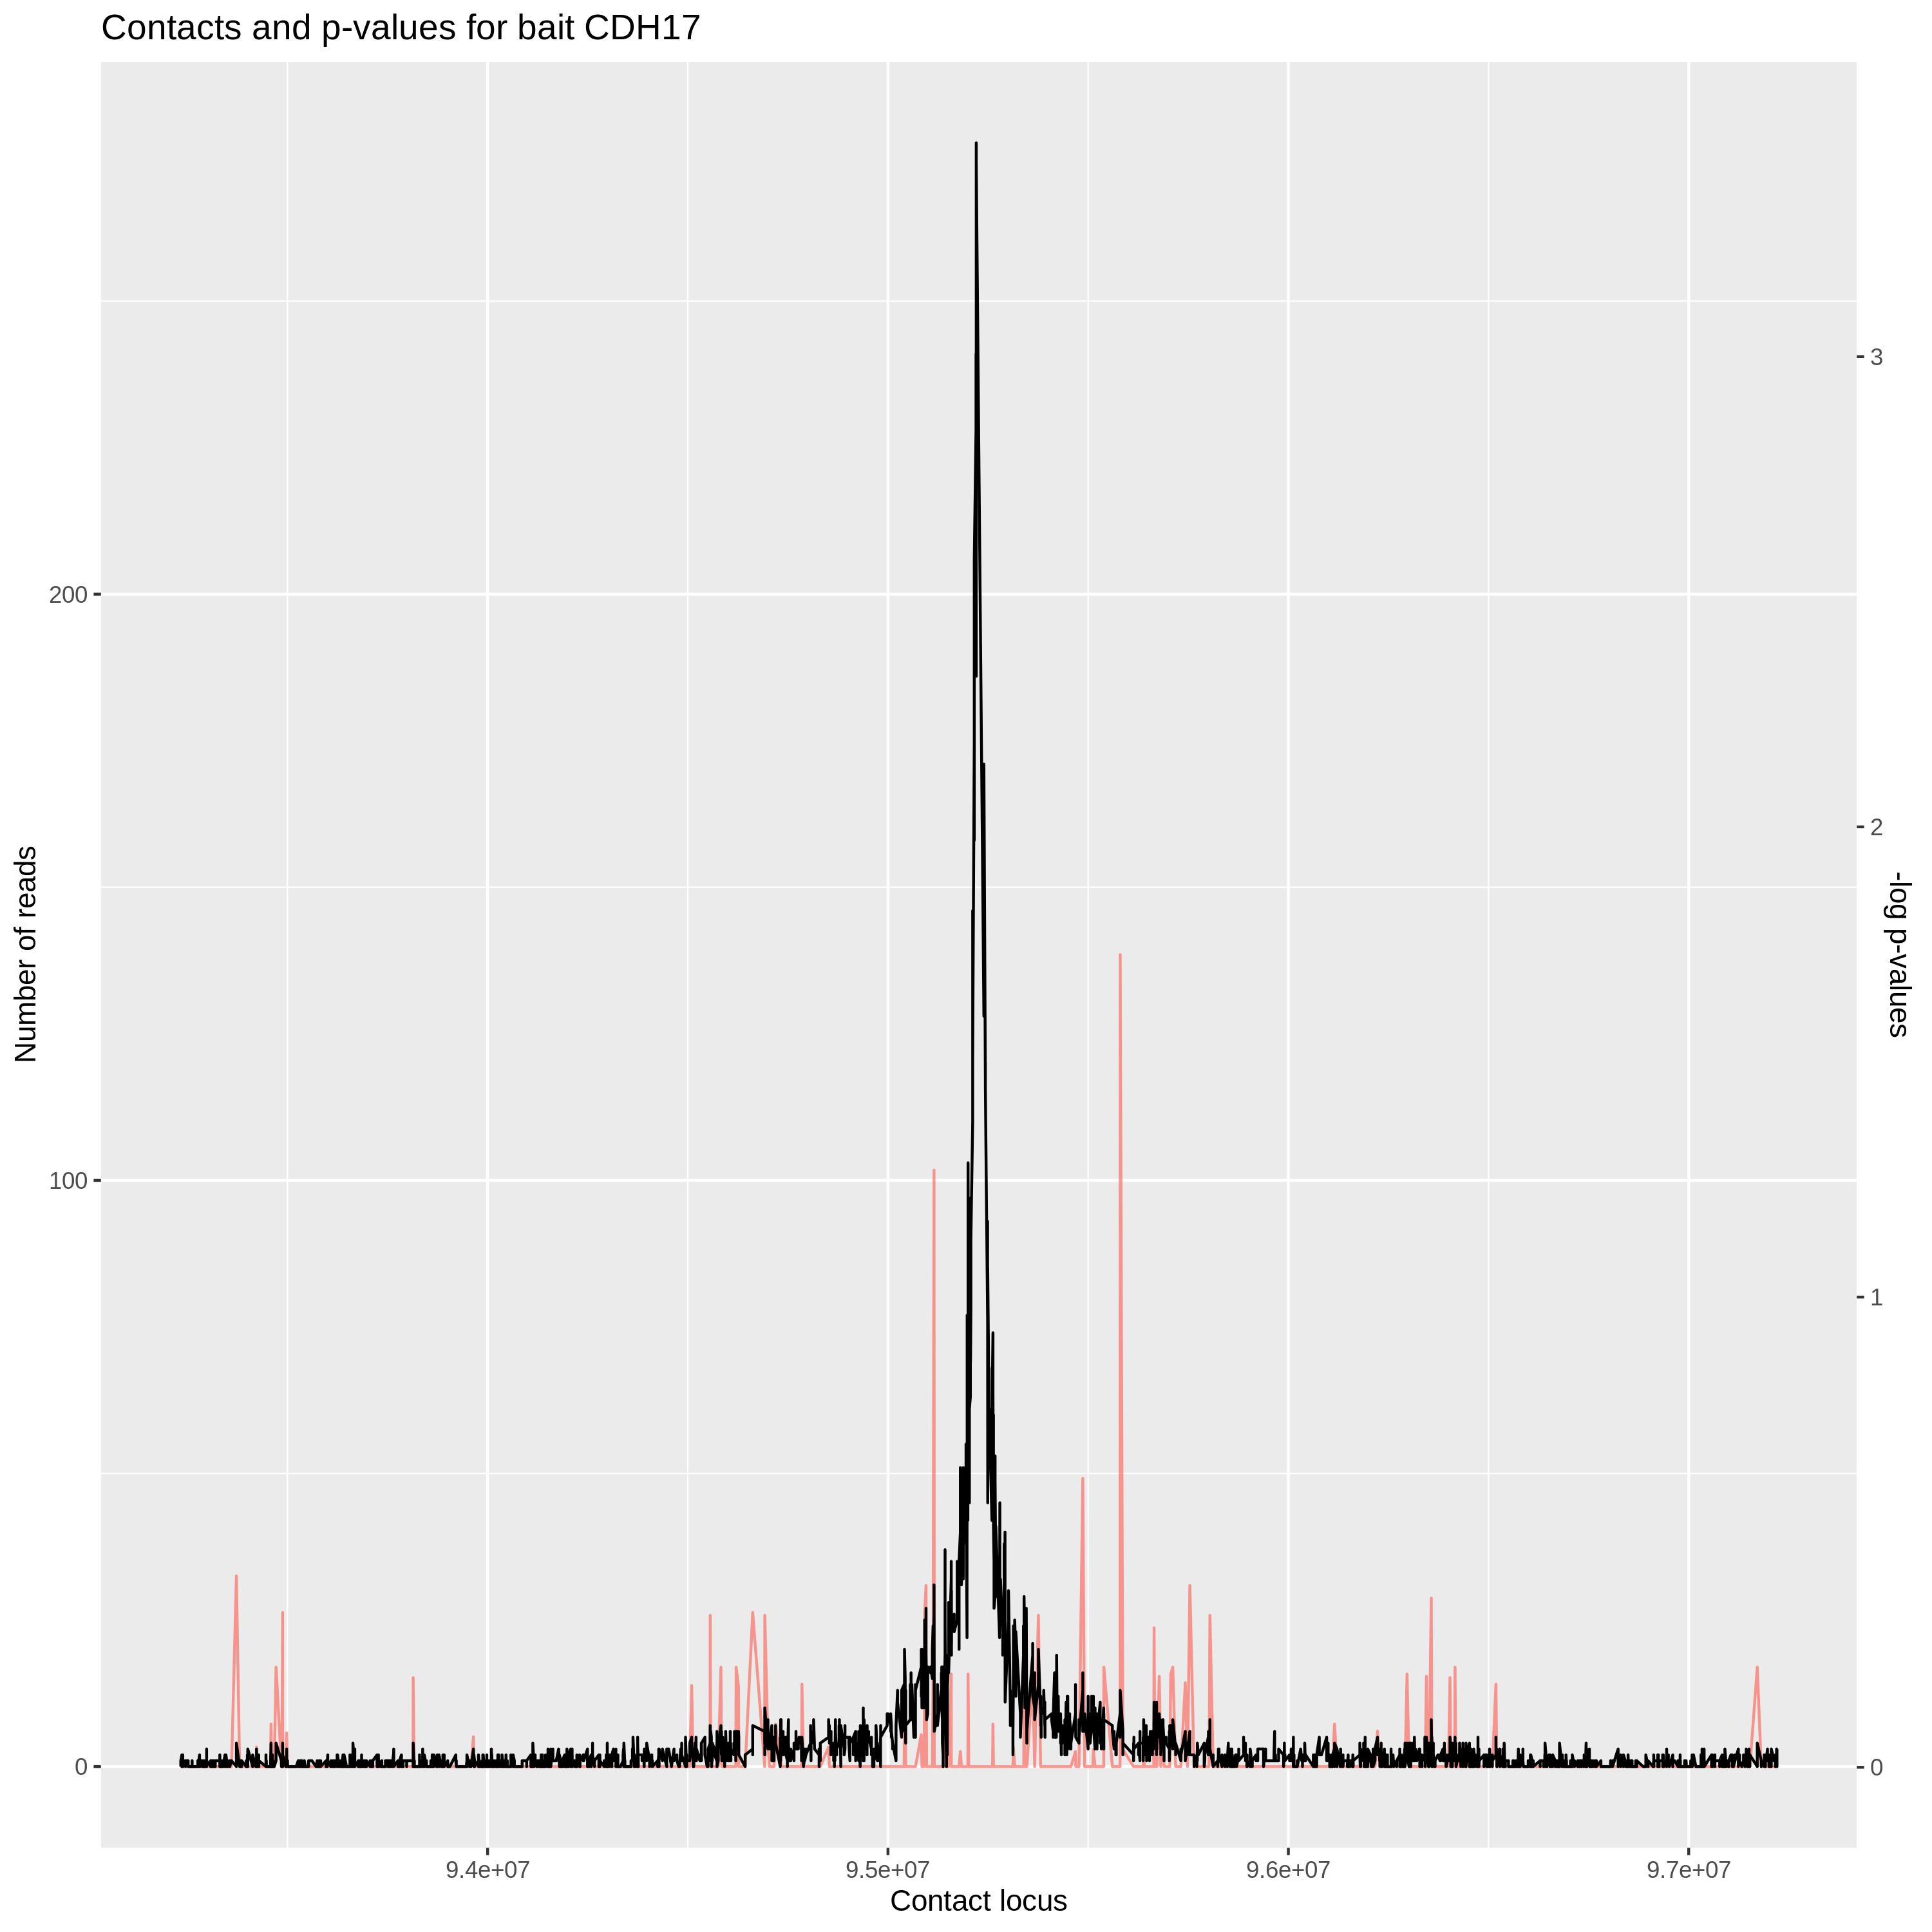 Contacts and p-values for bait CDH17
Number of reads
200
100
0
3
2
1
0
-log p-values
9.4e+07
9.5e+07
9.6e+07
9.7e+07
Contact locus